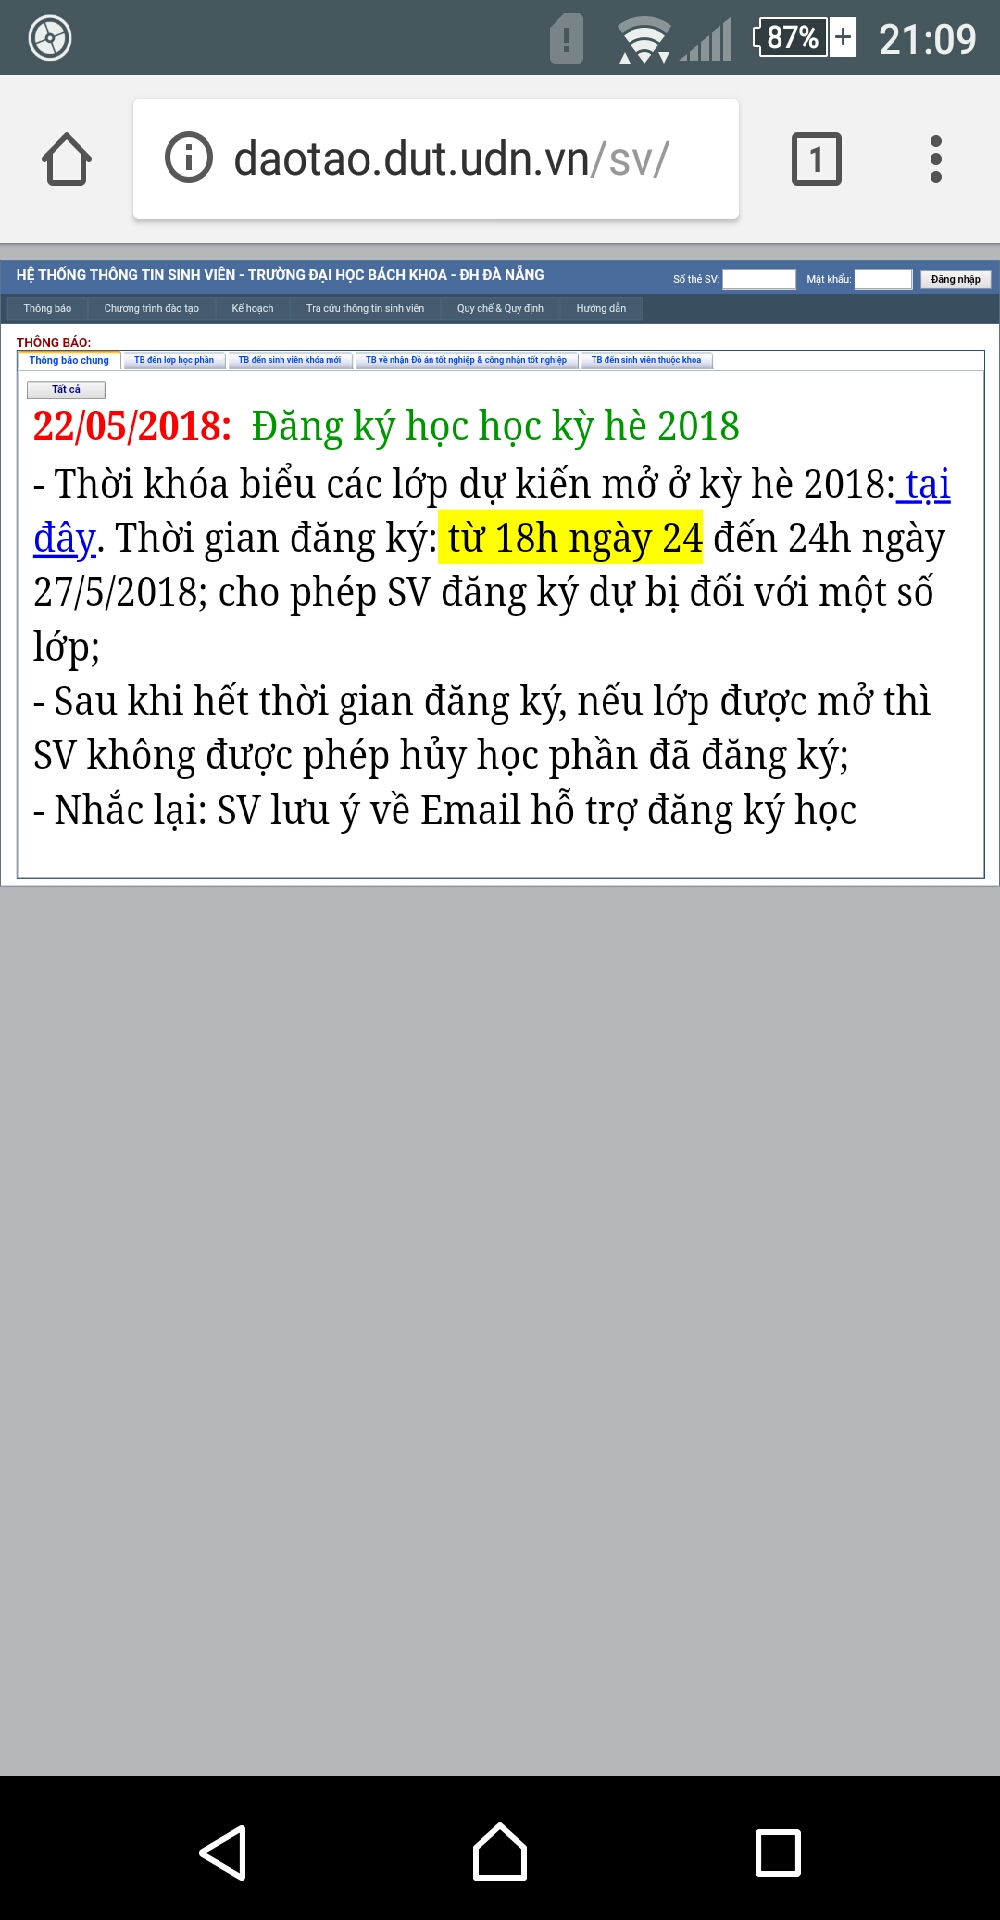 87%
21:09
daotao.dut.udn.vn/sv/
1
HỆ THỐNG THÔNG TIN SINH VIÊN - TRƯỜNG ĐẠI HỌC BÁCH KHOA - ĐH ĐÀ NẴNG
Số thẻ SV: Mật khẩu: Đăng nhập
Thông báo Chương trình đào tạo Kế hoạch Tra cứu thông tin sinh viên Quy chế & Quy định Hướng dẫn
THÔNG BÁO:
Thông báo chung TB đến lớp học phần TB đến sinh viên khóa mới TB về nhận Đồ án tốt nghiệp & công nhận tốt nghiệp TB đến sinh viên thuộc khoa
Tất cả
22/05/2018: Đăng ký học học kỳ hè 2018
- Thời khóa biểu các lớp dự kiến mở ở kỳ hè 2018: tại
đây. Thời gian đăng ký: từ 18h ngày 24 đến 24h ngày
27/5/2018; cho phép SV đăng ký dự bị đối với một số
lớp;
- Sau khi hết thời gian đăng ký, nếu lớp được mở thì
SV không được phép hủy học phần đã đăng ký;
- Nhắc lại: SV lưu ý về Email hỗ trợ đăng ký học